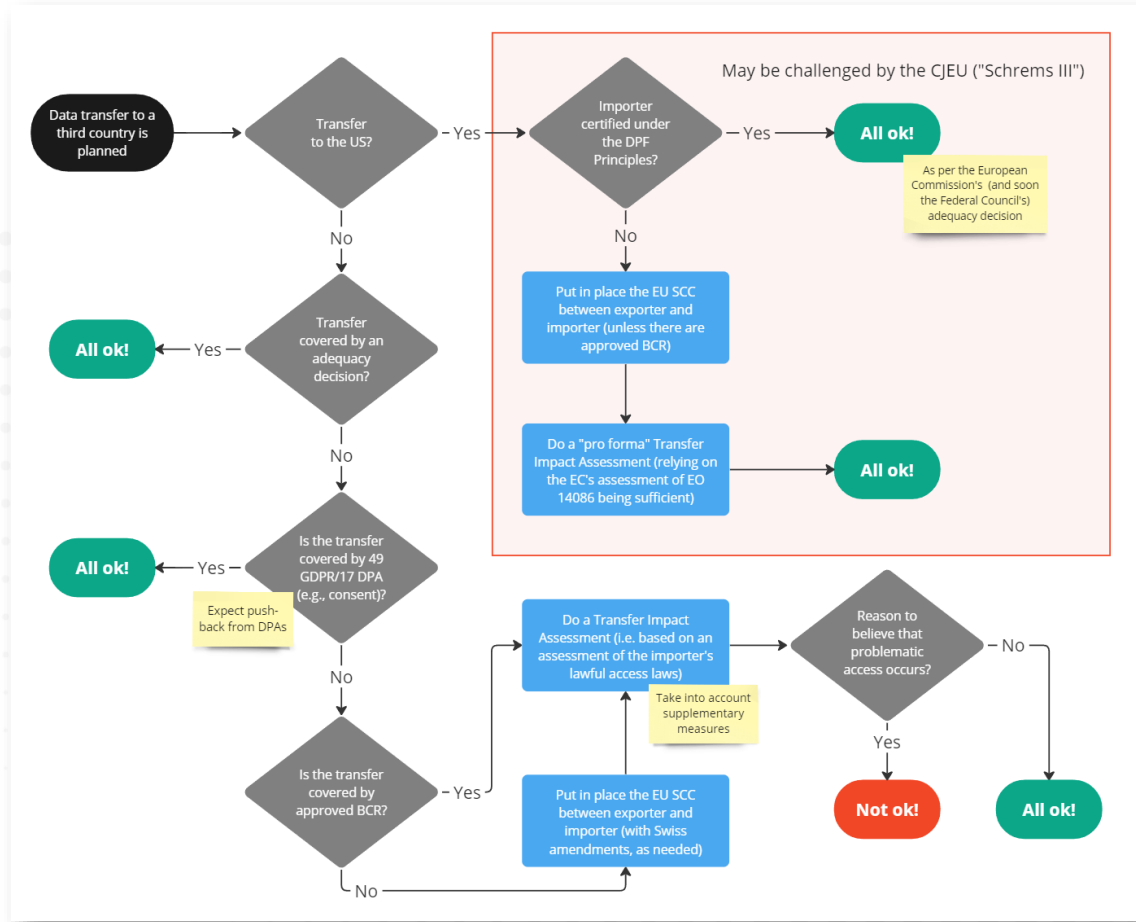 May be challenged by the CJEU ("Schrems III")
Data transfer to a
third country is
planned
Transfer
to the US?
Yes
Importer
certified under
the DPF
Principles?
Yes
All ok!
As per the European
Commission's (and soon
the Federal Council's)
adequacy decision
No
No
Put in place the EU SCC
between exporter and
importer (unless there are
approved BCR)
Transfer
covered by an
adequacy
decision?
Yes
All ok!
No
Do a "pro forma" Transfer
Impact Assessment (relying on
the EC's assessment of EO
14086 being sufficient)
All ok!
Is the transfer
covered by 49
GDPR/17 DPA
(e.g., consent)?
Yes
All ok!
Expect push-
back from DPAs
No
Do a Transfer Impact
Assessment (i.e. based on an
assessment of the importer's
lawful access laws)
Take into account
supplementary
measures
Reason to
believe that
problematic
access occurs?
No
Yes
Is the transfer
covered by
approved BCR?
Yes
Put in place the EU SCC
between exporter and
importer (with Swiss
amendments, as needed)
Not ok!
All ok!
No